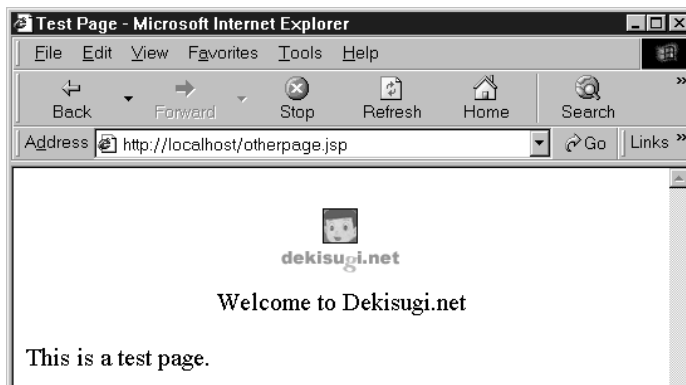 Test Page - Microsoft Internet Explorer
File Edit View Favorites Tools Help
Back Forward Stop Refresh Home Search »
Address http://localhost/otherpage.jsp Go Links »
dekisugi.net
Welcome to Dekisugi.net
This is a test page.